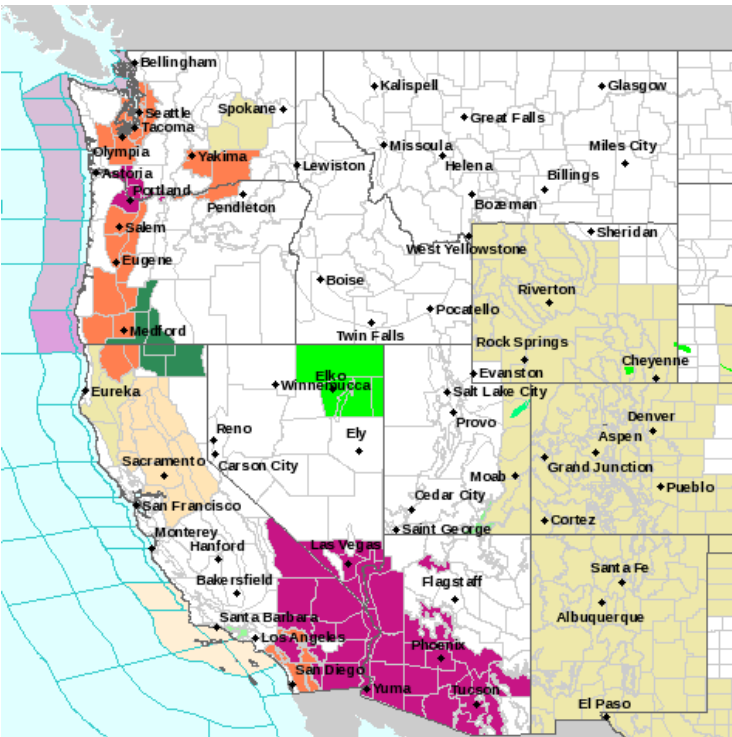 Bellingham
Kalispell
Glasgow
Spokane
Seattle
Great Falls
Tacoma
Olympia
Yakima
Missoula
Miles City
Helena
Lewiston
Astoria
Billings
Portland
Pendleton
Bozeman
Salem
Sheridan
West Yellowstone
Eugene
Boise
Riverton
Pocatello
Medford
Twin Falls
Rock Springs
Cheyenne
Evanston
Elko
Winnemucca
Eureka
Salt Lake City
Provo
Denver
Reno
Ely
Aspen
Sacramento
Carson City
Grand Junction
Moab
Pueblo
Cedar City
San Francisco
Cortez
Saint George
Monterey
Hanford
Las Vegas
Santa Fe
Bakersfield
Flagstaff
Albuquerque
Santa Barbara
Los Angeles
Phoenix
San Diego
Yuma
Tucson
El Paso